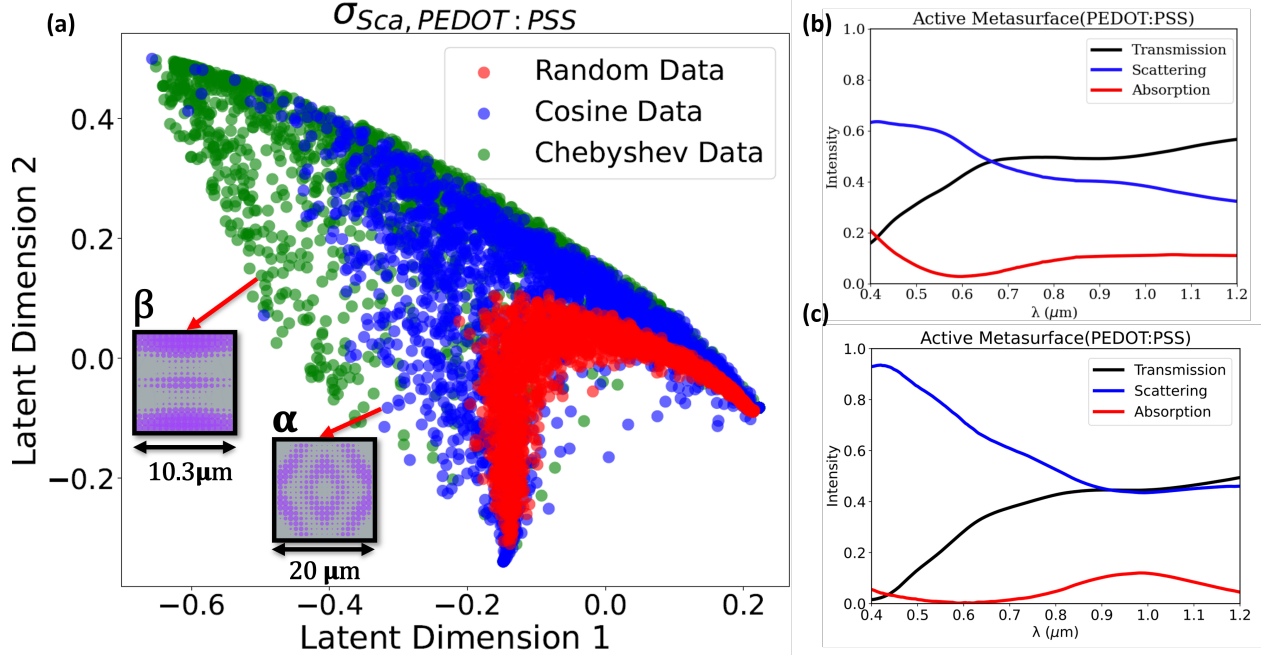 (a)
σSca, PEDOT : PSS
Random Data
Cosine Data
Chebyshev Data
0.4
0.2
0.0
−0.2
Latent Dimension 2
β
10.3μm
α
20 μm
−0.6
−0.4
−0.2
0.0
0.2
Latent Dimension 1
(b)
Active Metasurface(PEDOT:PSS)
Transmission
Scattering
Absorption
1.0
0.8
0.6
0.4
0.2
0.0
Intensity
0.4
0.5
0.6
0.7
0.8
0.9
1.0
1.1
1.2
λ (μm)
(c)
Active Metasurface(PEDOT:PSS)
Transmission
Scattering
Absorption
1.0
0.8
0.6
0.4
0.2
0.0
Intensity
0.4
0.5
0.6
0.7
0.8
0.9
1.0
1.1
1.2
λ (μm)